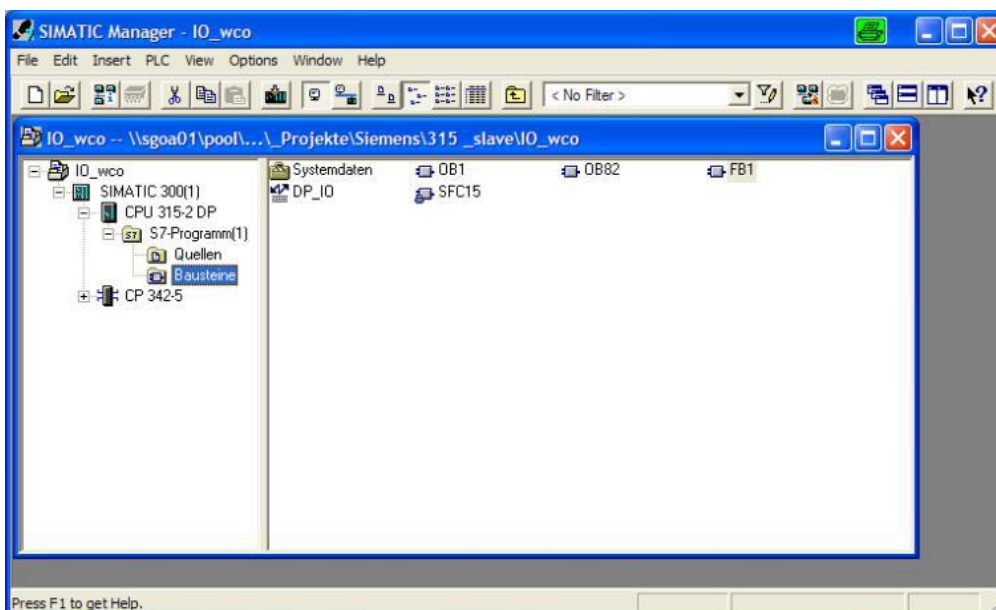 SIMATIC Manager - IO_wco
File Edit Insert PLC View Options Window Help
< No Filter >
IO_wco -- \\sgoa01\pool\...\_Projekte\Siemens\315 _slave\IO_wco
IO_wco
SIMATIC 300(1)
CPU 315-2 DP
S7-Programm(1)
Quellen
Bausteine
CP 342-5
Systemdaten OB1 OB82 FB1
DP_IO SFC15
Press F1 to get Help.